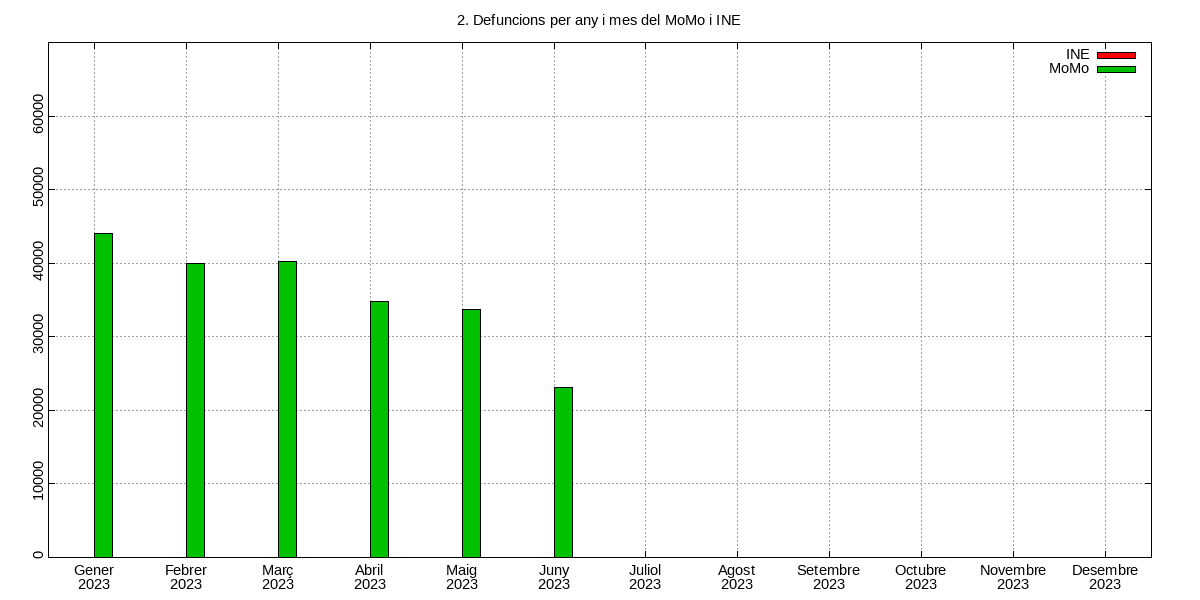 2. Defuncions per any i mes del MoMo i INE
INE
MoMo
60000
50000
40000
30000
20000
10000
0
Gener Febrer Març Abril Maig Juny Juliol Agost Setembre Octubre Novembre Desembre
2023 2023 2023 2023 2023 2023 2023 2023 2023 2023 2023 2023